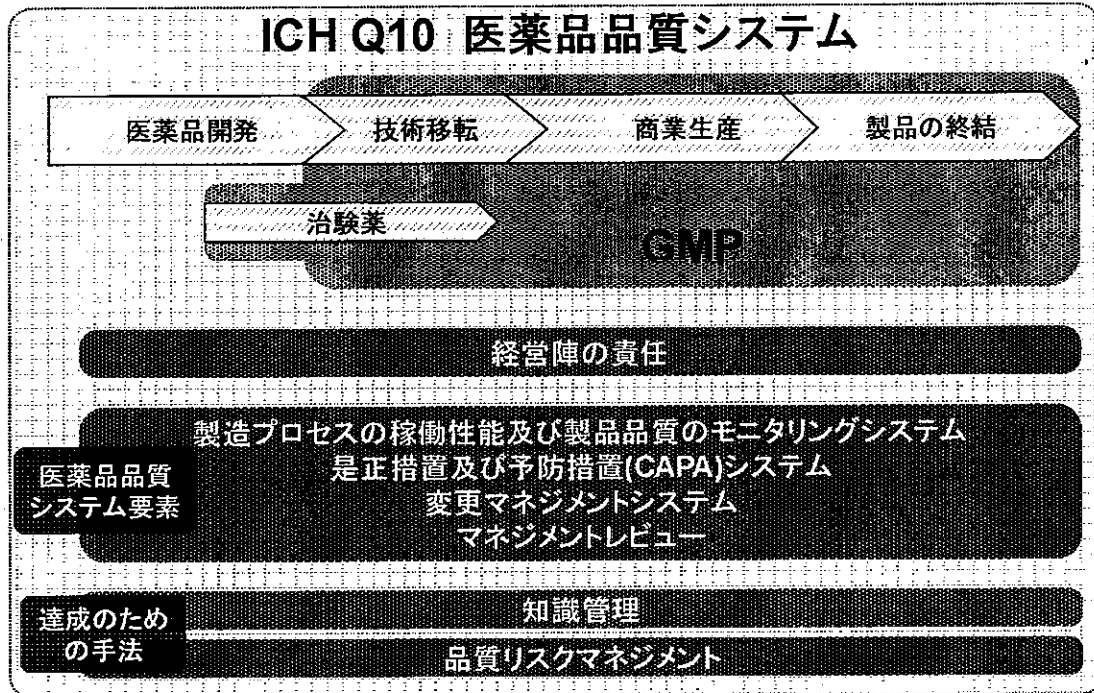 ICH Q10 医薬品品質システム
医薬品開発
技術移転
商業生産
製品の終結
治験薬
GMP
経営陣の責任
医薬品品質
システム要素
製造プロセスの稼働性能及び製品品質のモニタリングシステム
是正措置及び予防措置(CAPA)システム
変更マネジメントシステム
マネジメントレビュー
達成のため
の手法
知識管理
品質リスクマネジメント